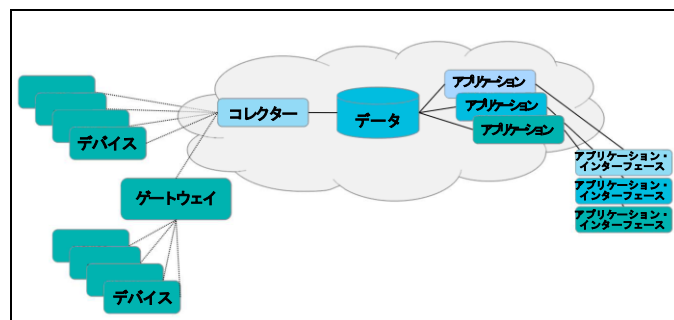 アプリケーション
コレクター
データ
アプリケーション
アプリケーション
デバイス
アプリケーション・
インターフェース
ゲートウェイ
アプリケーション・
インターフェース
アプリケーション・
インターフェース
デバイス